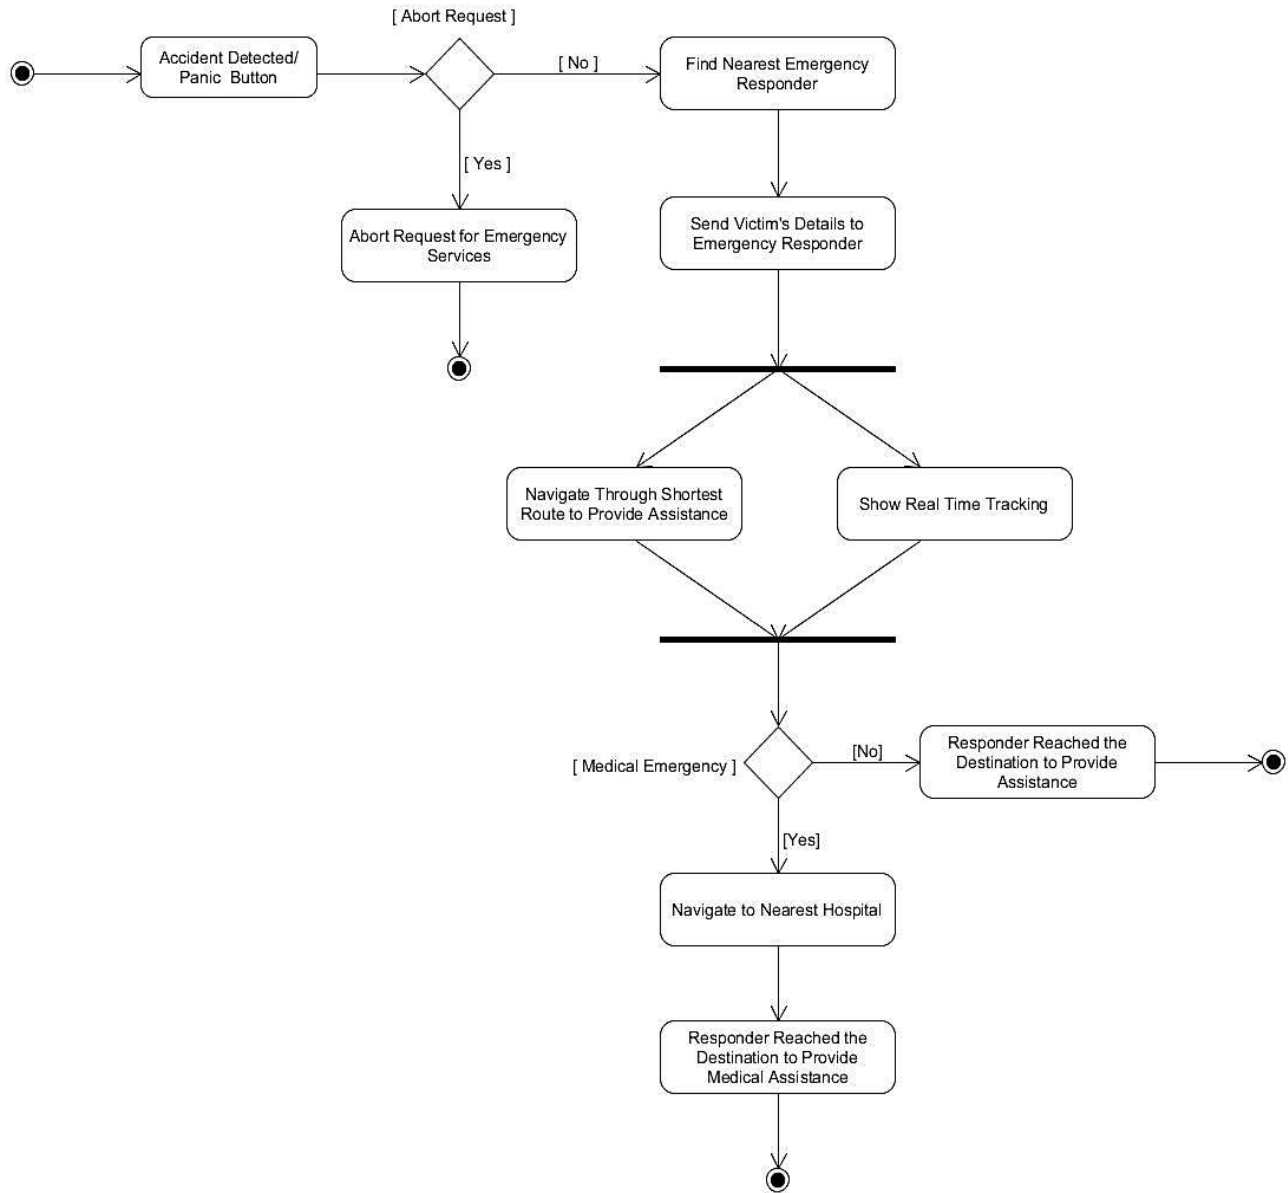 [ Abort Request ]
Accident Detected/
Panic Button
[ No ]
Find Nearest Emergency
Responder
[ Yes ]
Abort Request for Emergency
Services
Send Victim's Details to
Emergency Responder
Navigate Through Shortest
Route to Provide Assistance
Show Real Time Tracking
[ Medical Emergency ]
[No]
Responder Reached the
Destination to Provide
Assistance
[Yes]
Navigate to Nearest Hospital
Responder Reached the
Destination to Provide
Medical Assistance